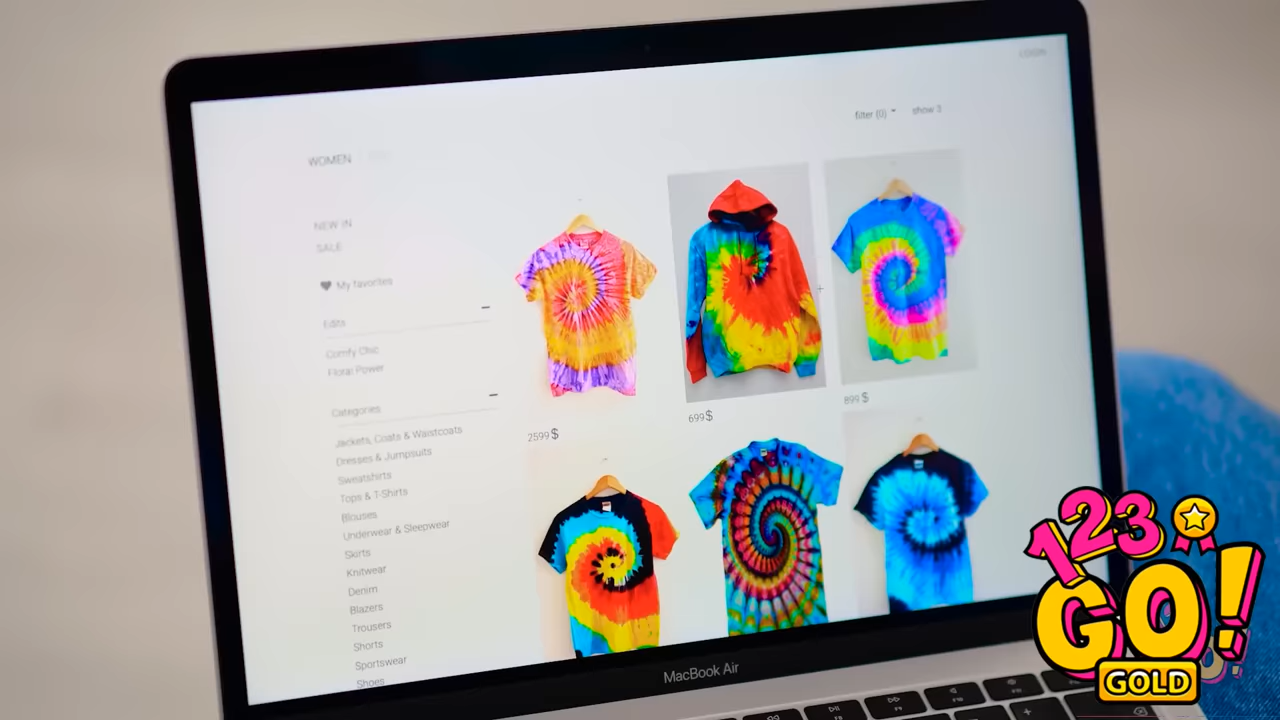 filter (0)
show
WOMEN
NEW IN
SALE
My favorites
Edits
Comfy Chic
Floral Power
Categories
Jackets, Coats & Waistcoats
Dresses & Jumpsuits
Sweatshirts
Tops & T-Shirts
Blouses
Underwear & Sleepwear
Skirts
Knitwear
Denim
Blazers
Trousers
Shorts
Sportswear
Shoes
2599 $
699 $
899 $
MacBook Air
123
GO!
GOLD